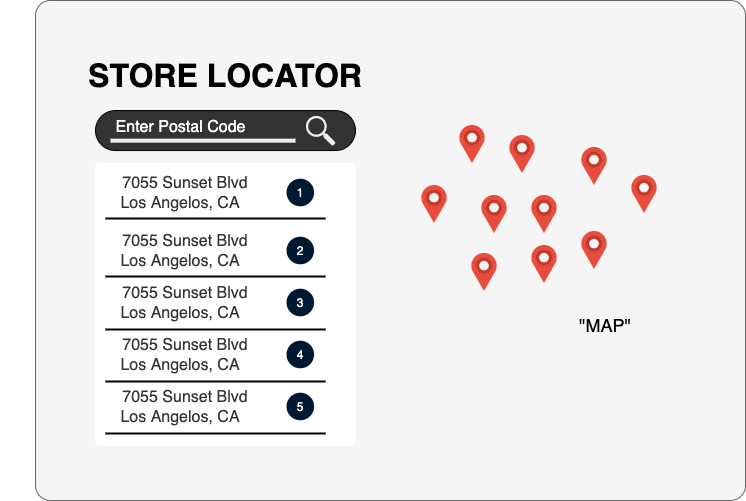 STORE LOCATOR
Enter Postal Code
7055 Sunset Blvd
Los Angelos, CA
1
7055 Sunset Blvd
Los Angelos, CA
2
7055 Sunset Blvd
Los Angelos, CA
3
7055 Sunset Blvd
Los Angelos, CA
4
7055 Sunset Blvd
Los Angelos, CA
5
"MAP"